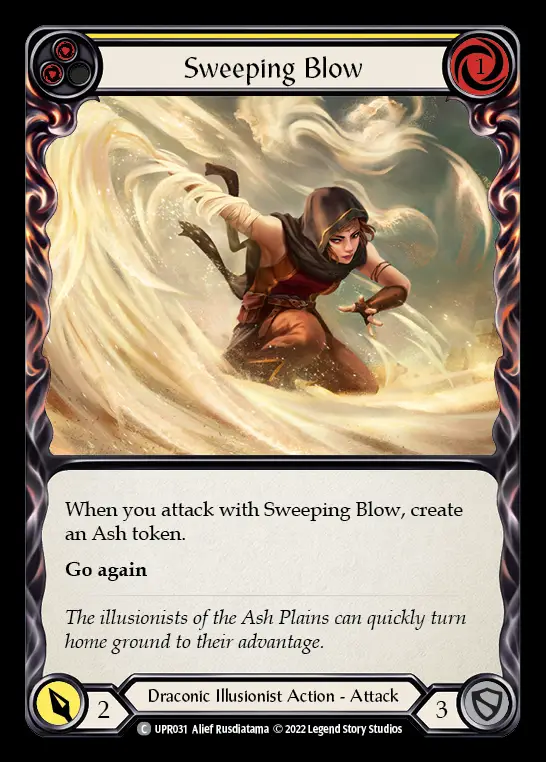 Sweeping Blow
1
When you attack with Sweeping Blow, create
an Ash token.
Go again
The illusionists of the Ash Plains can quickly turn
home ground to their advantage.
2
Draconic Illusionist Action - Attack
3
C UPR031 Alief Rusdiatama © 2022 Legend Story Studios